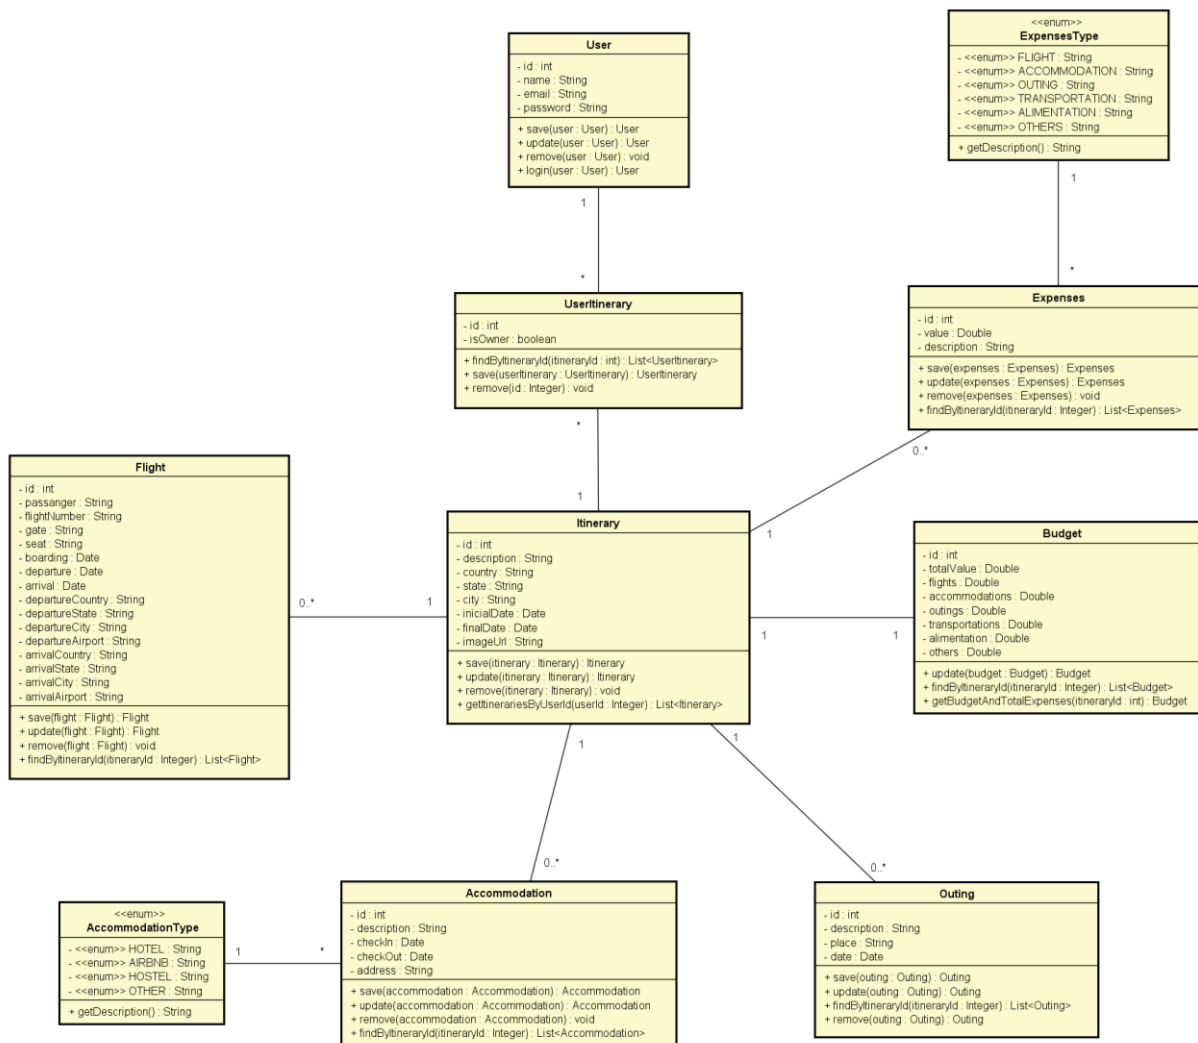 User
- id : int
- name : String
- email : String
- password : String
+ save(user : User) : User
+ update(user : User) : User
+ remove(user : User) : void
+ login(user : User) : User
1
*
<<enum>>
ExpensesType
- <<enum>> FLIGHT : String
- <<enum>> ACCOMMODATION : String
- <<enum>> OUTING : String
- <<enum>> TRANSPORTATION : String
- <<enum>> ALIMENTATION : String
- <<enum>> OTHERS : String
+ getDescription() : String
1
*
UserItinerary
- id : int
- isOwner : boolean
+ findByItineraryId(itineraryId : int) : List<UserItinerary>
+ save(userItinerary : UserItinerary) : UserItinerary
+ remove(id : Integer) : void
*
1
Expenses
- id : int
- value : Double
- description : String
+ save(expenses : Expenses) : Expenses
+ update(expenses : Expenses) : Expenses
+ remove(expenses : Expenses) : void
+ findByItineraryId(itineraryId : Integer) : List<Expenses>
0..*
1
Flight
- id : int
- passanger : String
- flightNumber : String
- gate : String
- seat : String
- boarding : Date
- departure : Date
- arrival : Date
- departureCountry : String
- departureState : String
- departureCity : String
- departureAirport : String
- arrivalCountry : String
- arrivalState : String
- arrivalCity : String
- arrivalAirport : String
+ save(flight : Flight) : Flight
+ update(flight : Flight) : Flight
+ remove(flight : Flight) : void
+ findByItineraryId(itineraryId : Integer) : List<Flight>
0..*
1
Itinerary
- id : int
- description : String
- country : String
- state : String
- city : String
- inicialDate : Date
- finalDate : Date
- imageUrl : String
+ save(itinerary : Itinerary) : Itinerary
+ update(itinerary : Itinerary) : Itinerary
+ remove(itinerary : Itinerary) : void
+ getItinerariesByUserId(userId : Integer) : List<Itinerary>
1
1
Budget
- id : int
- totalValue : Double
- flights : Double
- accommodations : Double
- outings : Double
- transportations : Double
- alimentation : Double
- others : Double
+ update(budget : Budget) : Budget
+ findByItineraryId(itineraryId : Integer) : List<Budget>
+ getBudgetAndTotalExpenses(itineraryId : int) : Budget
1
1
0..*
0..*
<<enum>>
AccommodationType
- <<enum>> HOTEL : String
- <<enum>> AIRBNB : String
- <<enum>> HOSTEL : String
- <<enum>> OTHER : String
+ getDescription() : String
1
*
Accommodation
- id : int
- description : String
- checkIn : Date
- checkOut : Date
- address : String
+ save(accommodation : Accommodation) : Accommodation
+ update(accommodation : Accommodation) : Accommodation
+ remove(accommodation : Accommodation) : void
+ findByItineraryId(itineraryId : Integer) : List<Accommodation>
Outing
- id : int
- description : String
- place : String
- date : Date
+ save(outing : Outing) : Outing
+ update(outing : Outing) : Outing
+ findByItineraryId(itineraryId : Integer) : List<Outing>
+ remove(outing : Outing) : Outing